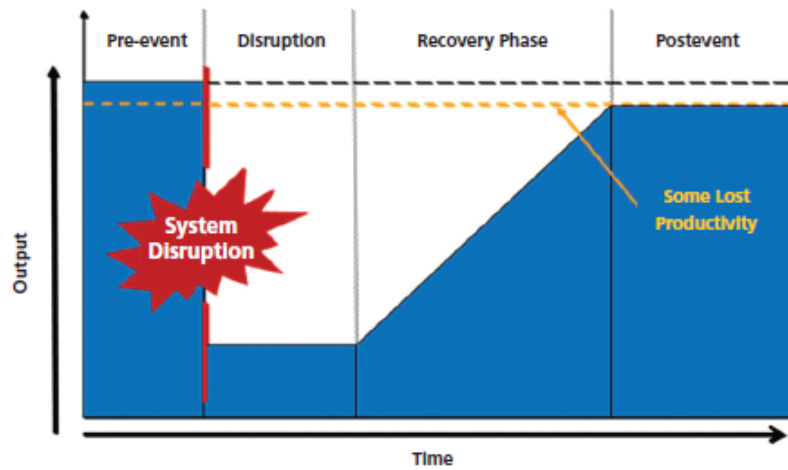 Pre-event
Disruption
Recovery Phase
Postevent
System
Disruption
Some Lost
Productivity
Output
Time